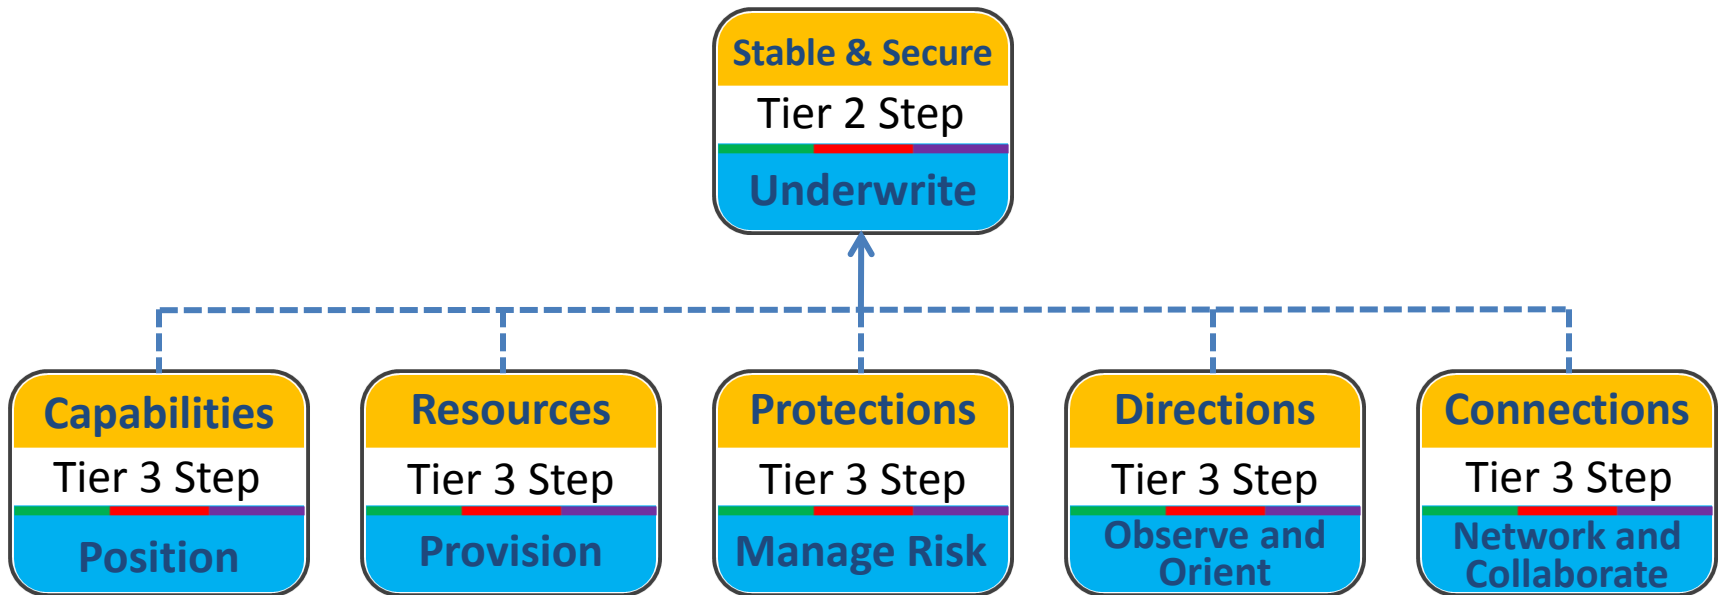 Stable & Secure
Tier 2 Step
Underwrite
Capabilities
Tier 3 Step
Position
Resources
Tier 3 Step
Provision
Protections
Tier 3 Step
Manage Risk
Directions
Tier 3 Step
Observe and
Orient
Connections
Tier 3 Step
Network and
Collaborate